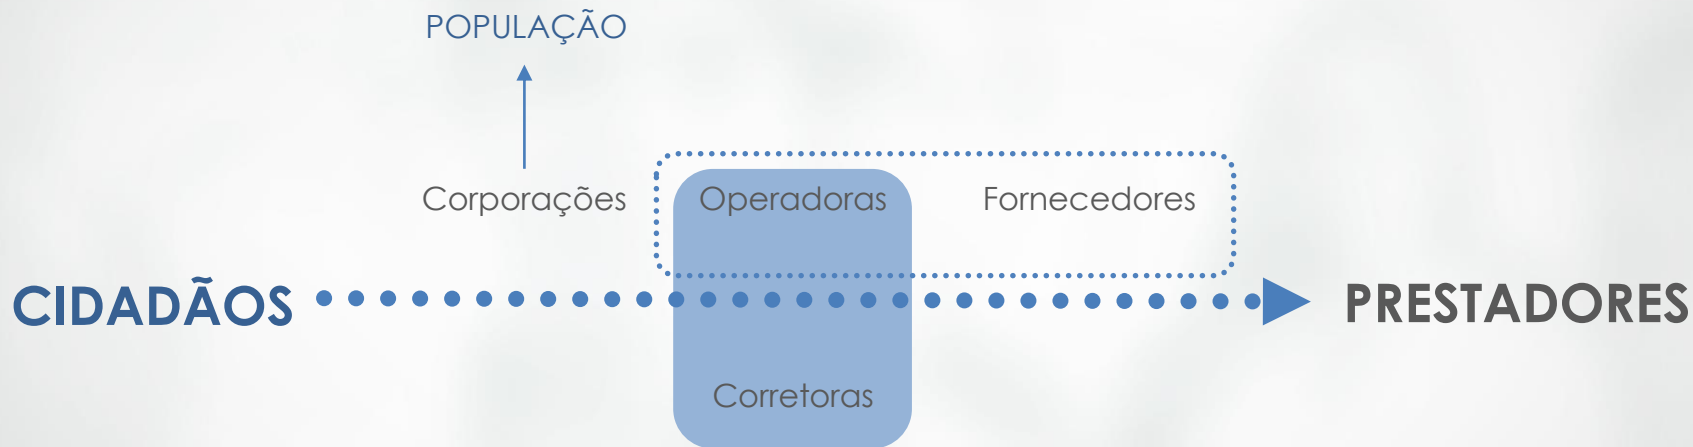 POPULAÇÃO
Corporações Operadoras Fornecedores
CIDADÃOS PRESTADORES
Corretoras